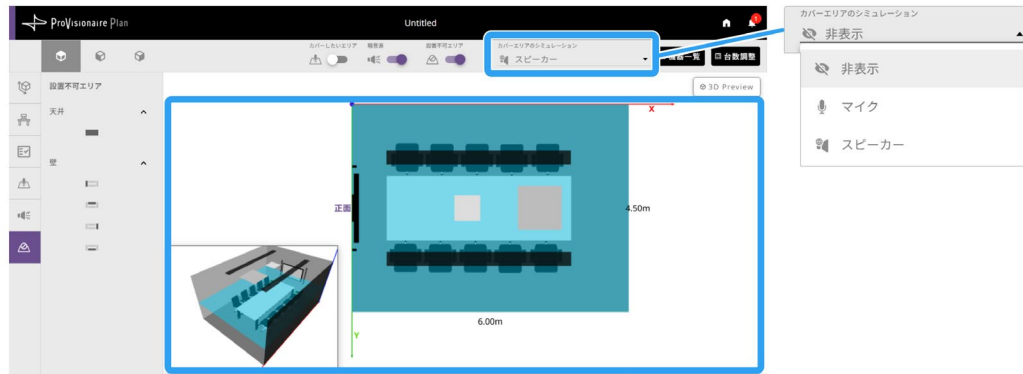 ProVisionaire Plan
Untitled
カバーエリアのシミュレーション
非表示
カバーしたいエリア
騒音源
設置不可エリア
カバーエリアのシミュレーション
スピーカー
機器一覧
台数調整
非表示
マイク
スピーカー
設置不可エリア
3D Preview
天井
X
壁
正面
4.50m
6.00m
Y